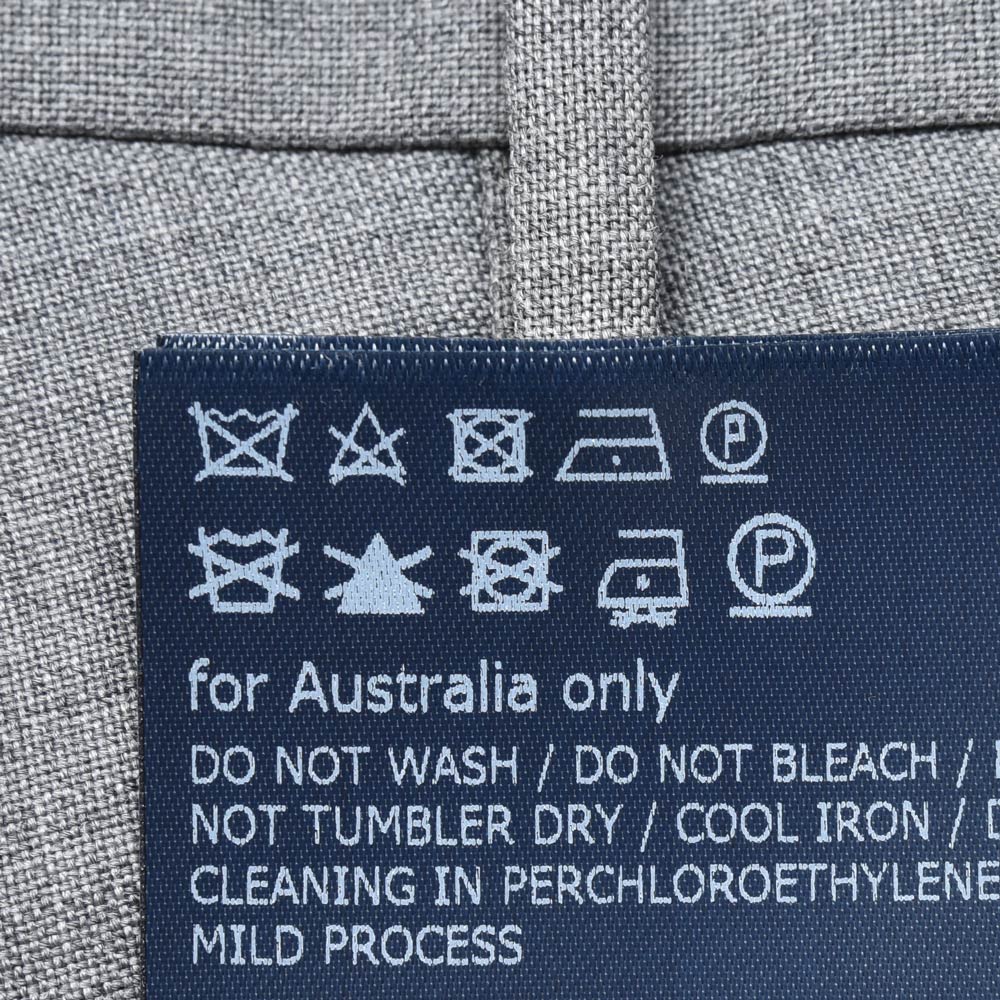 P
P
for Australia only
DO NOT WASH / DO NOT BLEACH /
NOT TUMBLER DRY / COOL IRON /
CLEANING IN PERCHLOROETHYLENE
MILD PROCESS